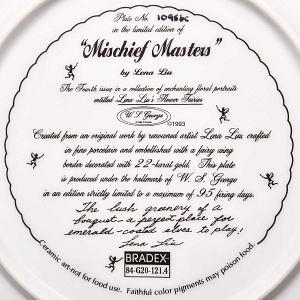 Plate No. 1095bc
in the limited edition of
"Mischief Masters"
by Lena Liu
The Fourth issue in a collection of enchanting floral portraits
entitled Lena Liu's Flower Fairies
W. S. George
©1993
Created from an original work by renowned artist Lena Liu, crafted
in fine porcelain and embellished with a fairy wing
border decorated with 22-karat gold. This plate
is produced under the hallmark of W. S. George
in an edition strictly limited to a maximum of 95 firing days.
The lush greenery of a
bouquet-a perfect place for
emerald-coated elves to play!
Lena Liu
BRADEX
84-G20-121.4
Ceramic art-not for food use. Faithful color pigments may poison food.